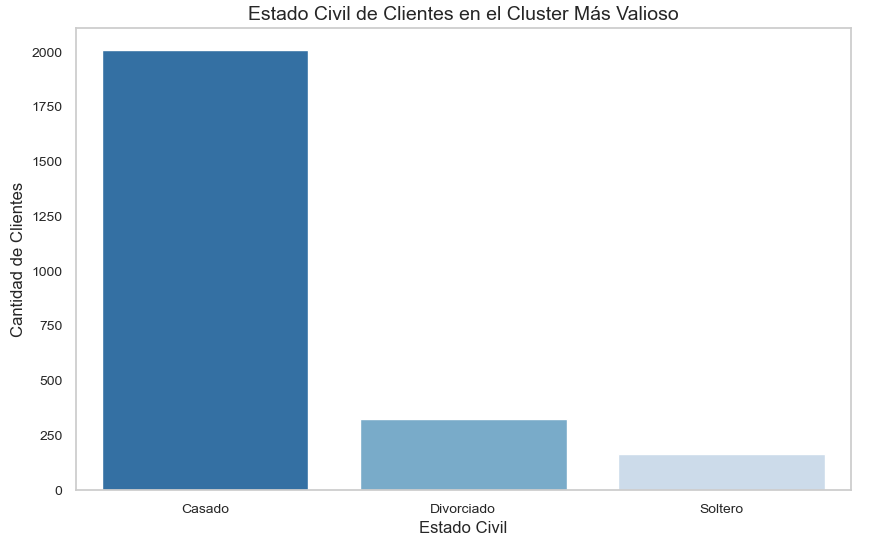 Estado Civil de Clientes en el Cluster Más Valioso
Cantidad de Clientes
2000
1750
1500
1250
1000
750
500
250
0
Casado
Divorciado
Soltero
Estado Civil